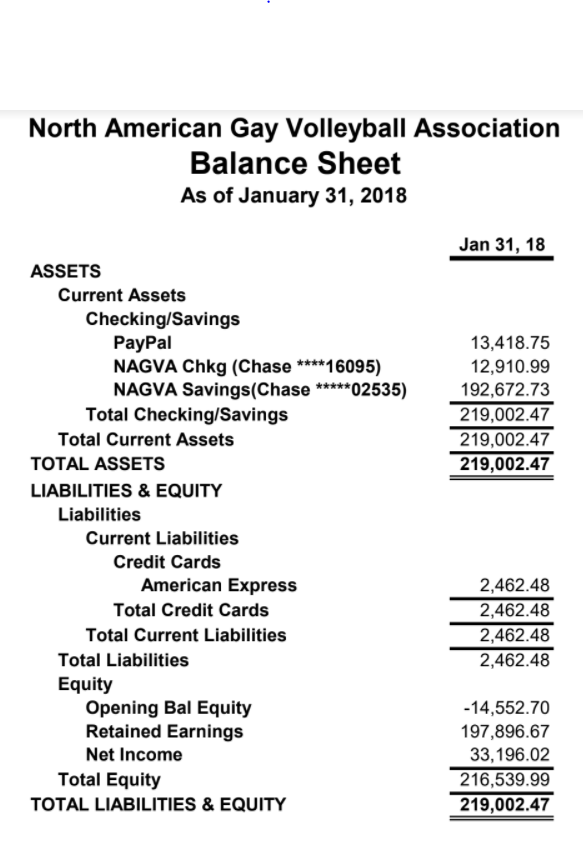 North American Gay Volleyball Association
Balance Sheet
As of January 31, 2018
Jan 31, 18
ASSETS
Current Assets
Checking/Savings
PayPal 13,418.75
NAGVA Chkg (Chase ****16095) 12,910.99
NAGVA Savings(Chase *****02535) 192,672.73
Total Checking/Savings 219,002.47
Total Current Assets 219,002.47
TOTAL ASSETS 219,002.47
LIABILITIES & EQUITY
Liabilities
Current Liabilities
Credit Cards
American Express 2,462.48
Total Credit Cards 2,462.48
Total Current Liabilities 2,462.48
Total Liabilities 2,462.48
Equity
Opening Bal Equity -14,552.70
Retained Earnings 197,896.67
Net Income 33,196.02
Total Equity 216,539.99
TOTAL LIABILITIES & EQUITY 219,002.47